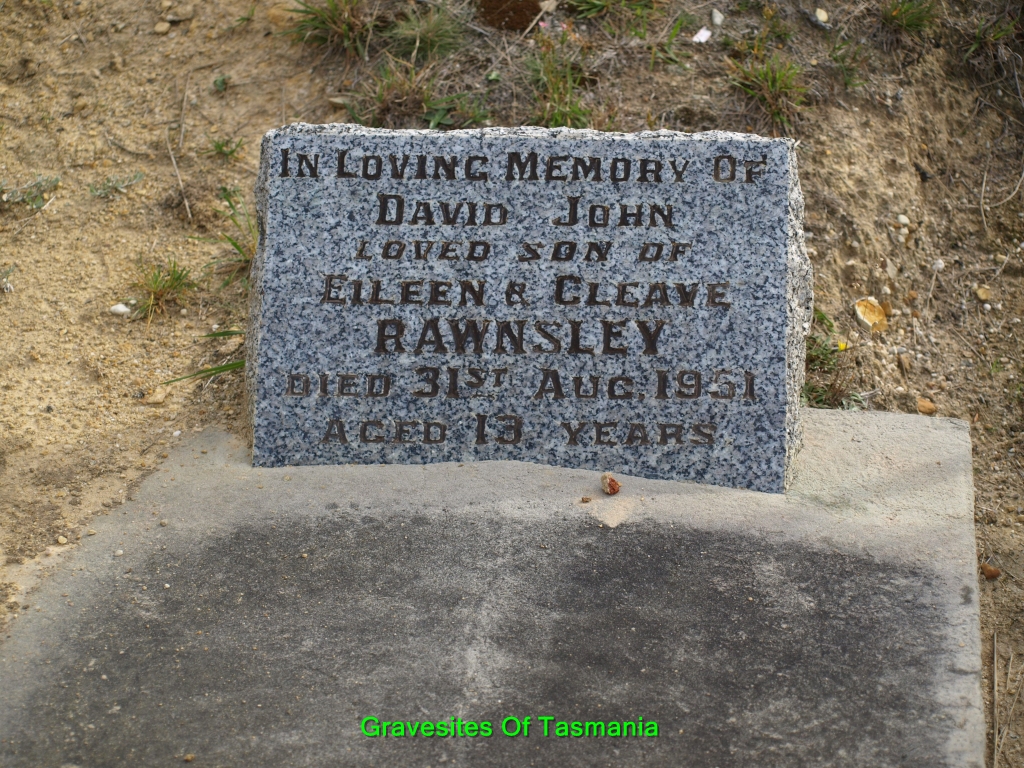 In Loving Memory Of
David John
LOVED SON OF
Eileen & Cleave
RAWNSLEY
DIED 31ST Aug. 1951
AGED 13 YEARS
Gravesites Of Tasmania